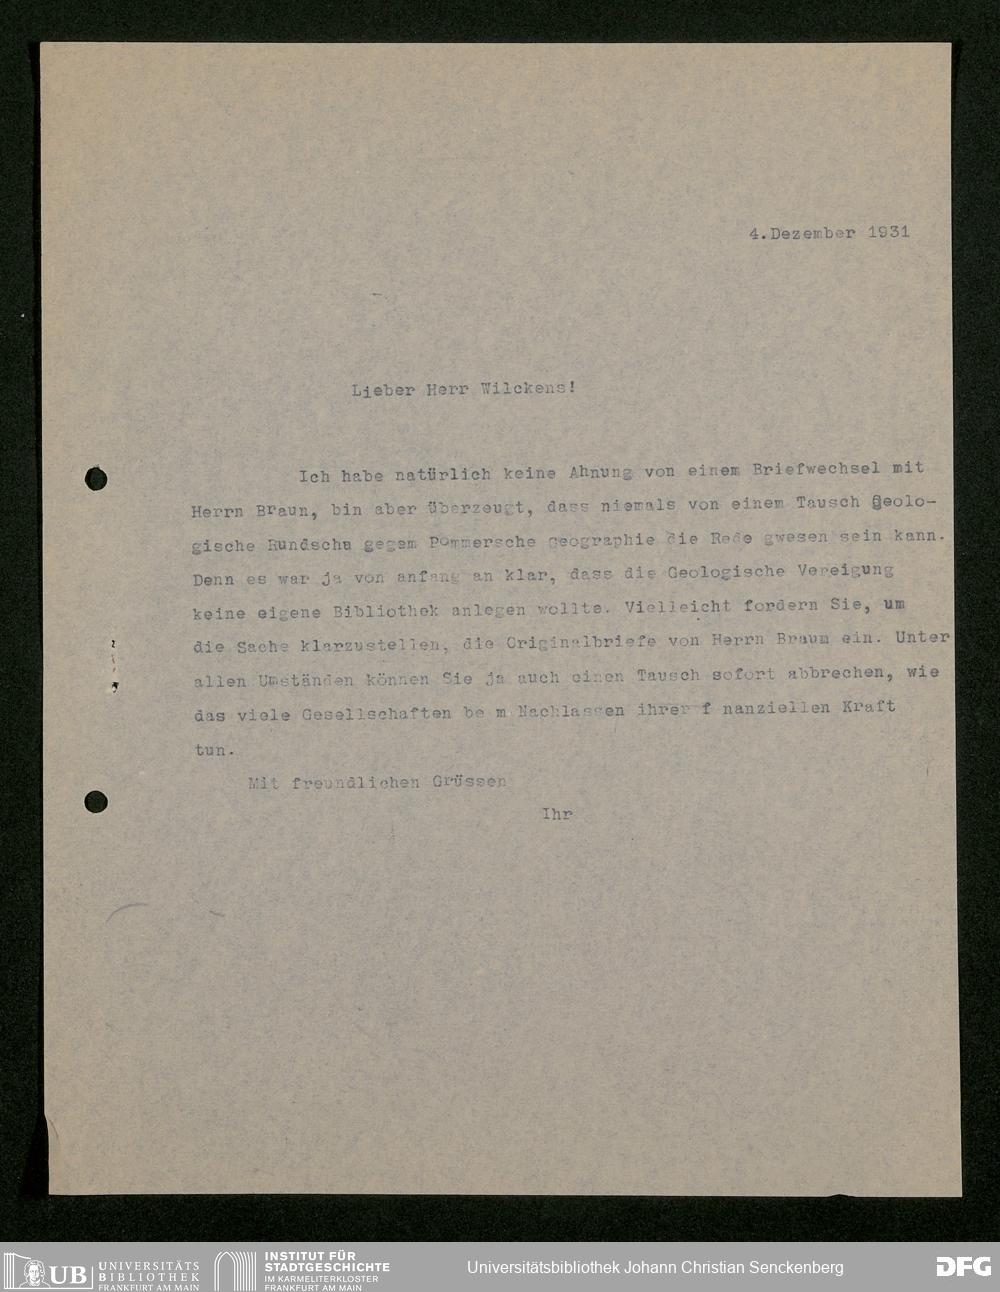 4.Dezember 1931
Lieber Herr Wilckens!
Ich habe natürlich keine Ahnung von einem Briefwechsel mit
Herrn Braun, bin aber überzeugt, dass niemals von einem Tausch Geolo-
gische Rundschu gegem Pommersche Geographie die Rede gwesen sein kann.
Denn es war ja von anfang an klar, dass die Geologische Vereigung
keine eigene Bibliothek anlegen wollte. Vielleicht fordern Sie, um
die Sache klarzustellen, die Originalbriefe von Herrn Braun ein. Unter
allen Umständen können Sie ja auch einen Tausch sofort abbrechen, wie
das viele Gesellschaften be m Nachlassen ihrer f nanziellen Kraft
tun.
Mit freundlichen Grüssen
Ihr
UB UNIVERSITÄTS
BIBLIOTHEK
FRANKFURT AM MAIN
INSTITUT FÜR
STADTGESCHICHTE
IM KARMELITERKLOSTER
FRANKFURT AM MAIN
Universitätsbibliothek Johann Christian Senckenberg
DFG